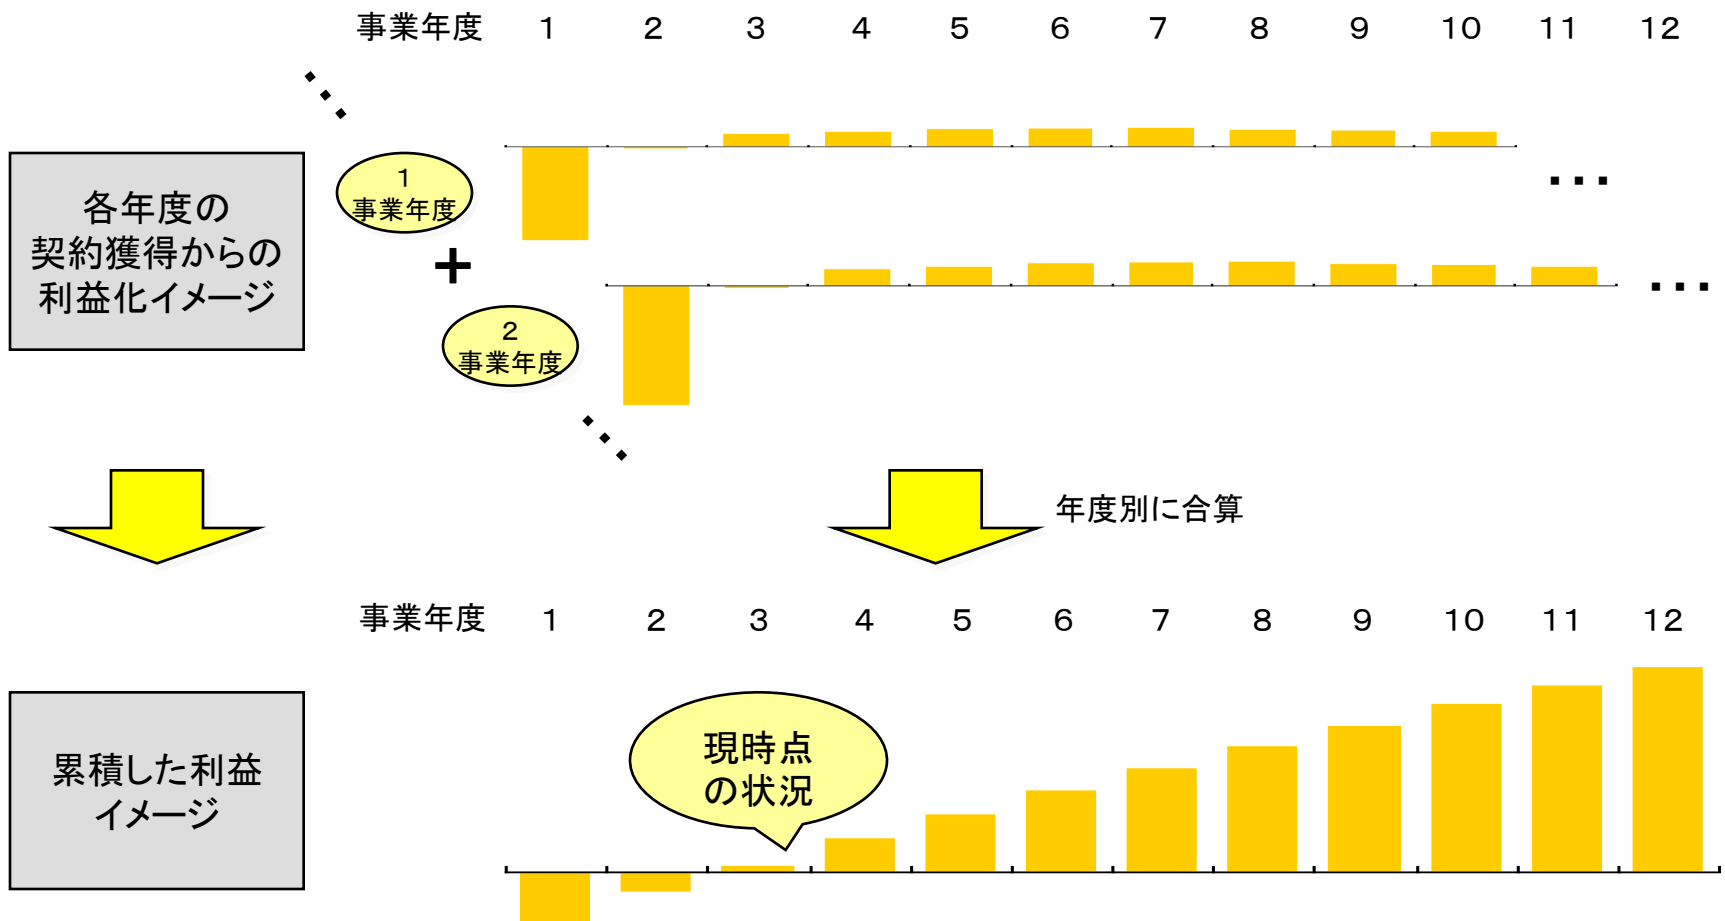 事業年度 1 2 3 4 5 6 7 8 9 10 11 12
各年度の
契約獲得からの
利益化イメージ
1
事業年度
+
2
事業年度
年度別に合算
事業年度 1 2 3 4 5 6 7 8 9 10 11 12
累積した利益
イメージ
現時点
の状況